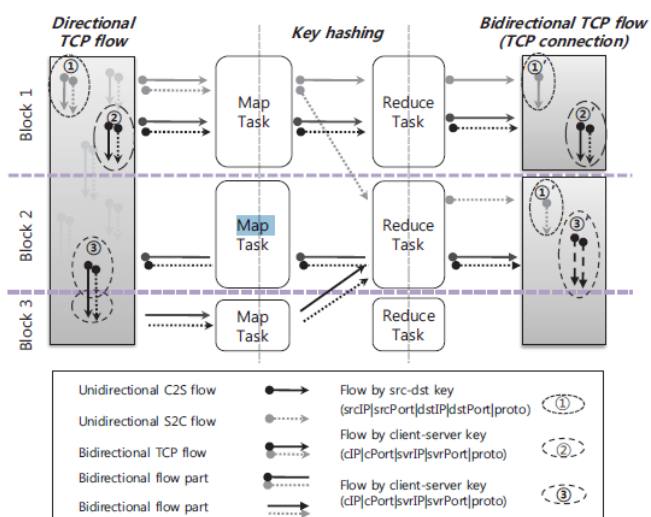 Directional
TCP flow
Key hashing
Bidirectional TCP flow
(TCP connection)
Block 1
①
②
Map
Task
Reduce
Task
①'
②'
Block 2
③
Map
Task
Reduce
Task
①'
③'
Block 3
Map
Task
Reduce
Task
Unidirectional C2S flow
Flow by src-dst key
(srcIP|srcPort|dstIP|dstPort|proto)
①
Unidirectional S2C flow
Bidirectional TCP flow
Flow by client-server key
(cIP|cPort|svrIP|svrPort|proto)
②
Bidirectional flow part
Bidirectional flow part
Flow by client-server key
(cIP|cPort|svrIP|svrPort|proto)
③